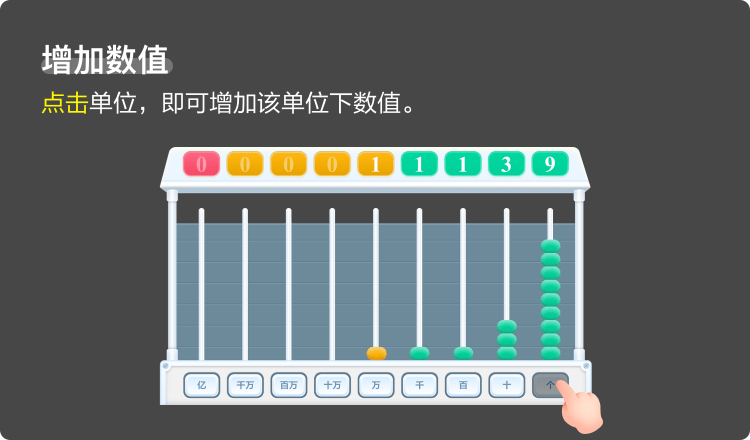 增加数值
点击单位，即可增加该单位下数值。
0 0 0 0 1 1 1 3 9
亿 千万 百万 十万 万 千 百 十 个